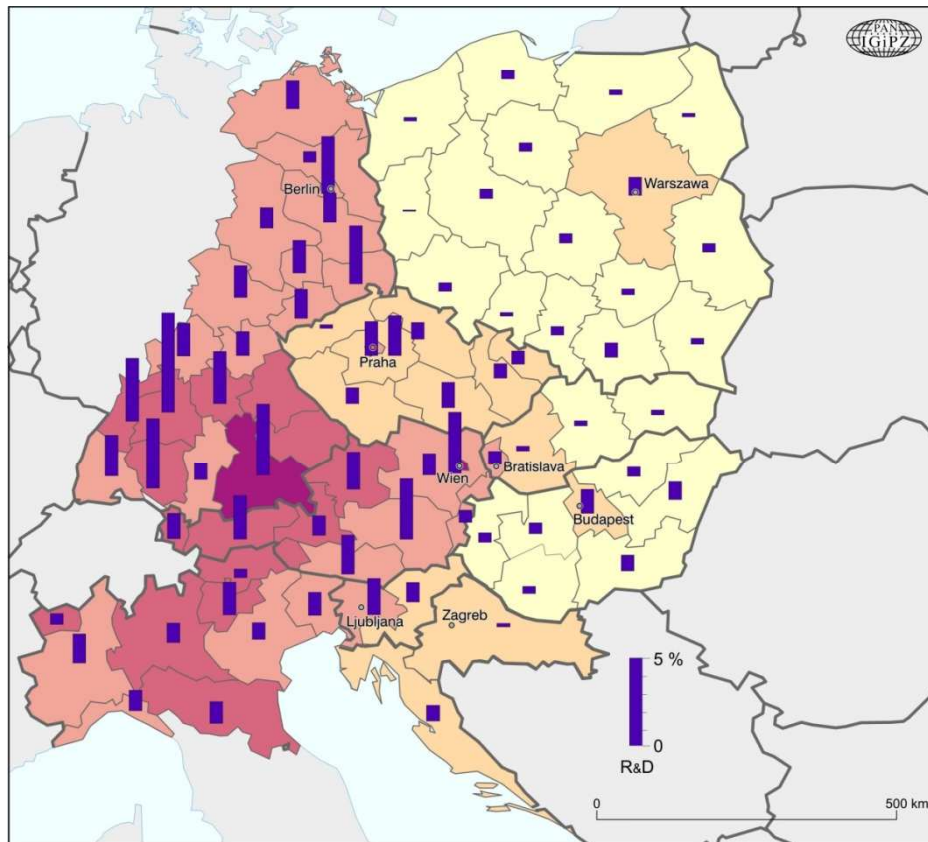 PAN
IGiPZ
Berlin
Warszawa
Praha
Wien
Bratislava
Budapest
Ljubljana
Zagreb
5 %
0
R&D
0
500 km